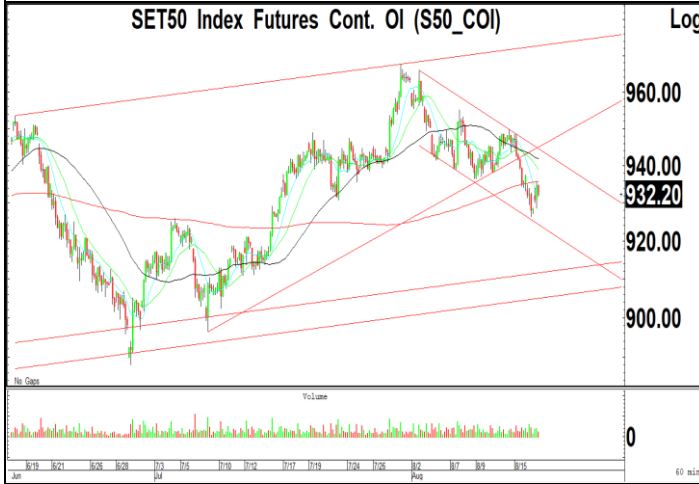 SET50 Index Futures Cont. OI (S50_COI)
Log
960.00
940.00
932.20
920.00
900.00
No Gaps
Volume
0
6/19 6/21 6/26 6/28 7/3 7/5 7/10 7/12 7/17 7/19 7/24 7/26 8/2 8/7 8/9 8/15
Jun Jul Aug
60 min